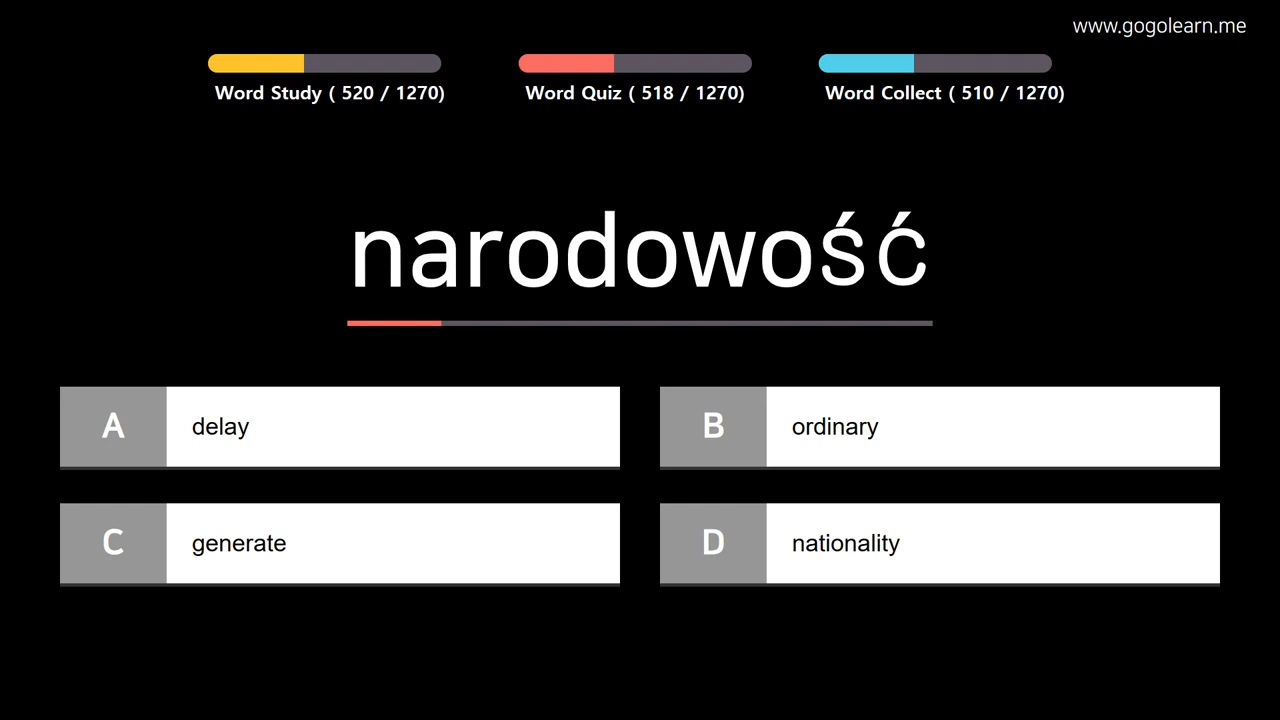 www.gogolearn.me
Word Study ( 520 / 1270)
Word Quiz ( 518 / 1270)
Word Collect ( 510 / 1270)
narodowość
A delay
B ordinary
C generate
D nationality